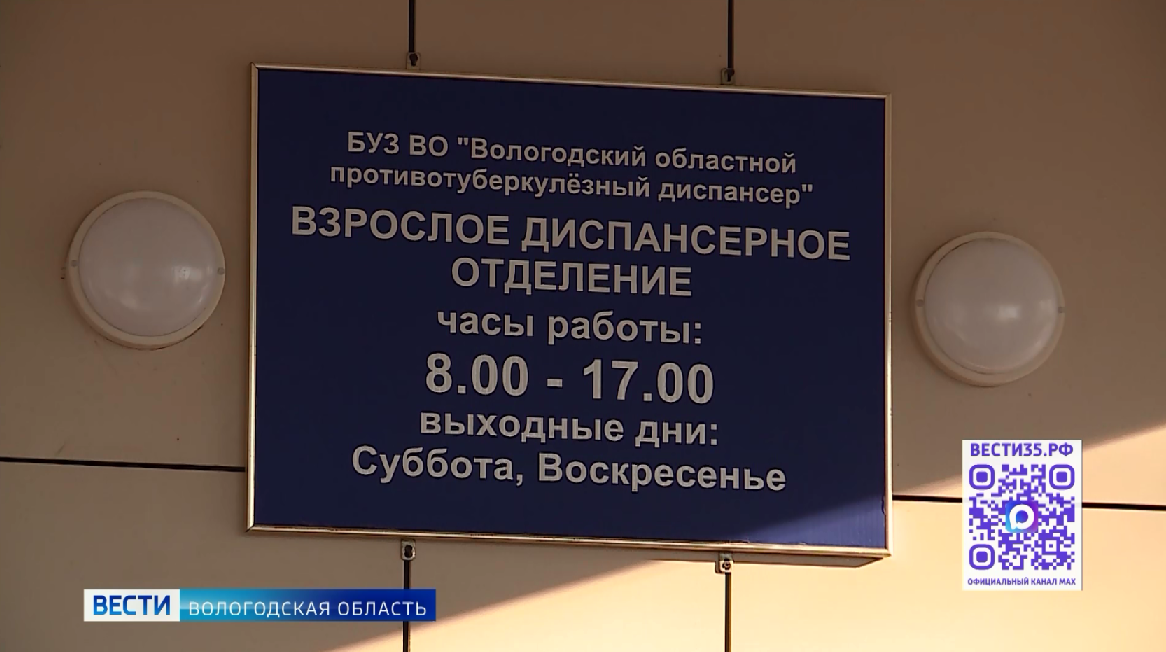 БУЗ ВО "Вологодский областной
противотуберкулёзный диспансер"
ВЗРОСЛОЕ ДИСПАНСЕРНОЕ
ОТДЕЛЕНИЕ
часы работы:
8.00 - 17.00
выходные дни:
Суббота, Воскресенье
ВЕСТИ35.РФ
ОФИЦИАЛЬНЫЙ КАНАЛ MAX
ВЕСТИ ВОЛОГОДСКАЯ ОБЛАСТЬ